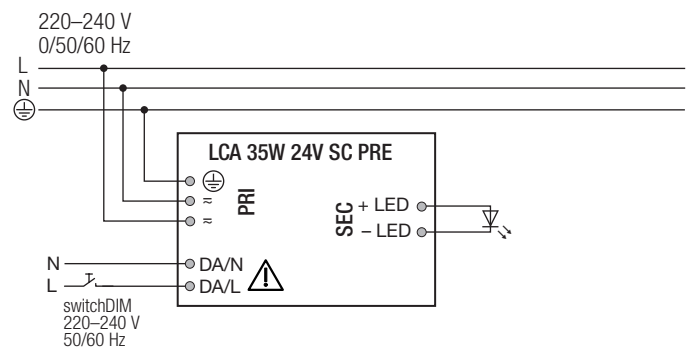 220–240 V
0/50/60 Hz
L
N
LCA 35W 24V SC PRE
PRI
≂
≂
SEC
+ LED
– LED
N
DA/N
L
DA/L
switchDIM
220–240 V
50/60 Hz